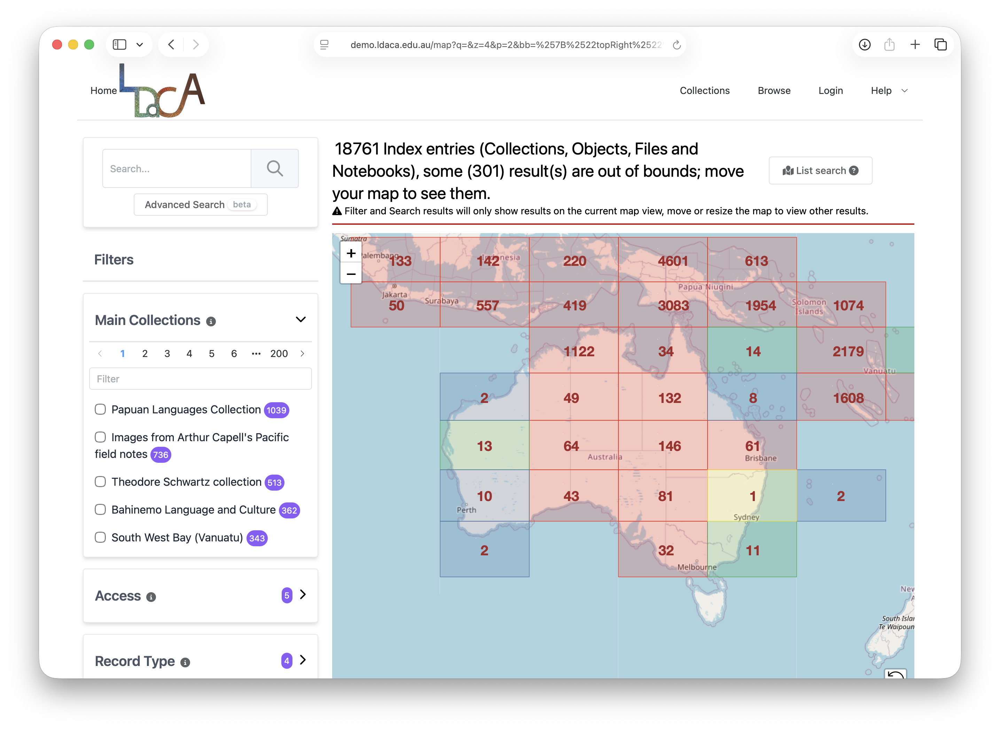 demo.ldaca.edu.au/map?q=&z=4&p=2&bb=%257B%2522topRight%2522
Home LDaCA Collections Browse Login Help
Search...
Advanced Search beta
18761 Index entries (Collections, Objects, Files and
Notebooks), some (301) result(s) are out of bounds; move
your map to see them.
List search
Filter and Search results will only show results on the current map view, move or resize the map to view other results.
Filters
Main Collections
1 2 3 4 5 6 ••• 200
Filter
Papuan Languages Collection 1039
Images from Arthur Capell's Pacific
field notes 736
Theodore Schwartz collection 513
Bahinemo Language and Culture 362
South West Bay (Vanuatu) 343
Access 5
Record Type 4
+
−
Sumatra
Palembang
Indonesia
133 142 220 4601 613
Papua Niugini
Jakarta
Surabaya
Solomon
Islands
50 557 419 3083 1954 1074
1122 34 14 2179
Vanuatu
2 49 132 8 1608
13 64 146 61
Australia
Brisbane
10 43 81 1 2
Perth
Sydney
2 32 11
Melbourne
New
A
South Islan
Te Waipoun